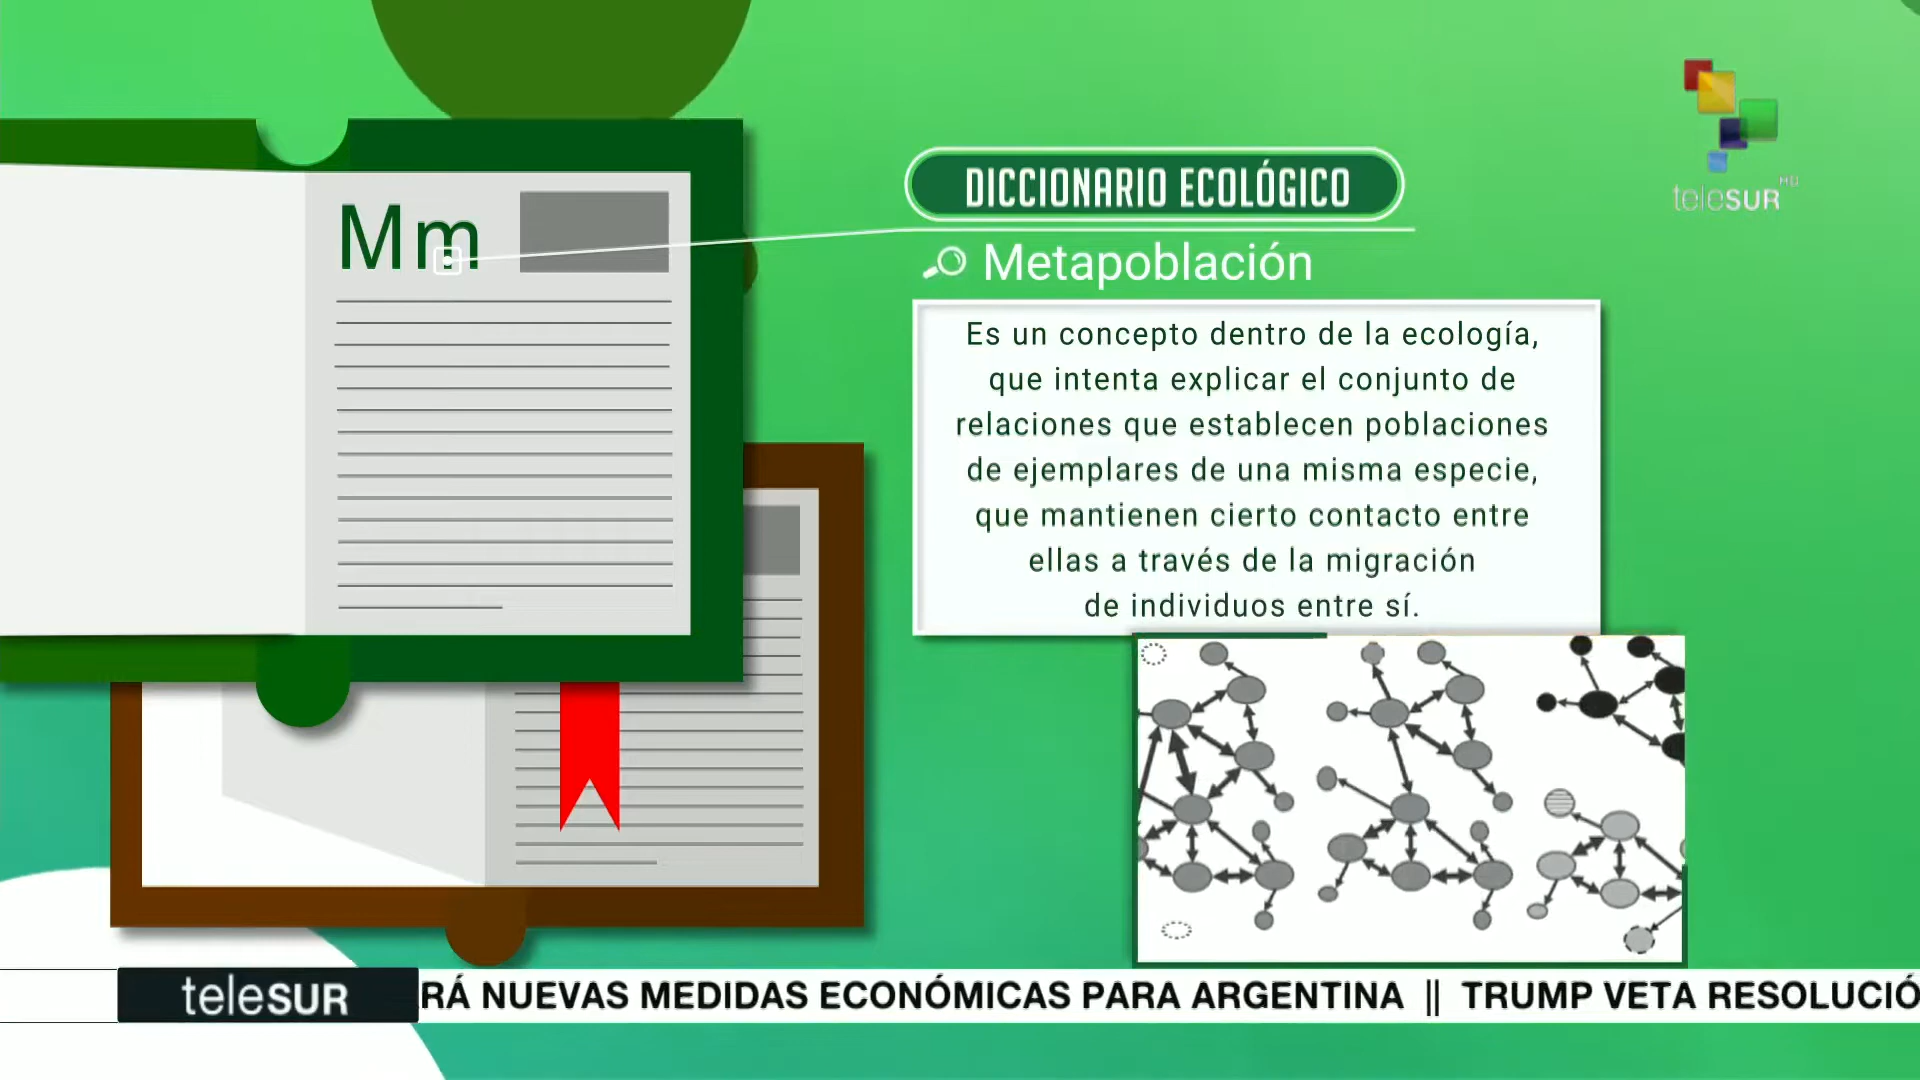 Mm
DICCIONARIO ECOLÓGICO
teleSUR HD
Metapoblación
Es un concepto dentro de la ecología,
que intenta explicar el conjunto de
relaciones que establecen poblaciones
de ejemplares de una misma especie,
que mantienen cierto contacto entre
ellas a través de la migración
de individuos entre sí.
teleSUR
RÁ NUEVAS MEDIDAS ECONÓMICAS PARA ARGENTINA || TRUMP VETA RESOLUCIÓ